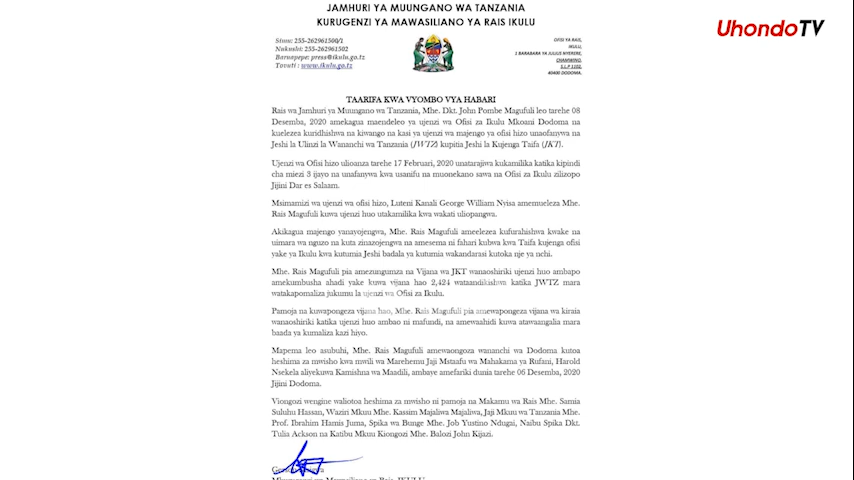 JAMHURI YA MUUNGANO WA TANZANIA
KURUGENZI YA MAWASILIANO YA RAIS IKULU
UhondoTV
Simu: 255-262961500/1
Nukushi: 255-262961502
Baruapepe: press@ikulu.go.tz
Tovuti : www.ikulu.go.tz
OFISI YA RAIS,
IKULU,
1 BARABARA YA JULIUS NYERERE,
CHAMWINO,
S.L.P 1102,
40400 DODOMA.
TAARIFA KWA VYOMBO VYA HABARI
Rais wa Jamhuri ya Muungano wa Tanzania, Mhe. Dkt. John Pombe Magufuli leo tarehe 08
Desemba, 2020 amekagua maendeleo ya ujenzi wa Ofisi za Ikulu Mkoani Dodoma na
kuelezea kuridhishwa na kiwango na kasi ya ujenzi wa majengo ya ofisi hizo unaofanywa na
Jeshi la Ulinzi la Wananchi wa Tanzania (JWTZ) kupitia Jeshi la Kujenga Taifa (JKT).
Ujenzi wa Ofisi hizo ulioanza tarehe 17 Februari, 2020 unatarajiwa kukamilika katika kipindi
cha miezi 3 ijayo na unafanywa kwa usanifu na muonekano sawa na Ofisi za Ikulu zilizopo
Jijini Dar es Salaam.
Msimamizi wa ujenzi wa ofisi hizo, Luteni Kanali George William Nyisa amemueleza Mhe.
Rais Magufuli kuwa ujenzi huo utakamilika kwa wakati uliopangwa.
Akikagua majengo yanayojengwa, Mhe. Rais Magufuli ameelezea kufurahishwa kwake na
uimara wa nguzo na kuta zinazojengwa na amesema ni fahari kubwa kwa Taifa kujenga ofisi
yake ya Ikulu kwa kutumia Jeshi badala ya kutumia wakandarasi kutoka nje ya nchi.
Mhe. Rais Magufuli pia amezungumza na Vijana wa JKT wanaoshiriki ujenzi huo ambapo
amekumbusha ahadi yake kuwa vijana hao 2,424 wataandikishwa katika JWTZ mara
watakapomaliza jukumu la ujenzi wa Ofisi za Ikulu.
Pamoja na kuwapongeza vijana hao, Mhe. Rais Magufuli pia amewapongeza vijana wa kiraia
wanaoshiriki katika ujenzi huo ambao ni mafundi, na amewaahidi kuwa atawaangalia mara
baada ya kumaliza kazi hiyo.
Mapema leo asubuhi, Mhe. Rais Magufuli amewaongoza wananchi wa Dodoma kutoa
heshima za mwisho kwa mwili wa Marehemu Jaji Mstaafu wa Mahakama ya Rufani, Harold
Nsekela aliyekuwa Kamishna wa Maadili, ambaye amefariki dunia tarehe 06 Desemba, 2020
Jijini Dodoma.
Viongozi wengine waliotoa heshima za mwisho ni pamoja na Makamu wa Rais Mhe. Samia
Suluhu Hassan, Waziri Mkuu Mhe. Kassim Majaliwa Majaliwa, Jaji Mkuu wa Tanzania Mhe.
Prof. Ibrahim Hamis Juma, Spika wa Bunge Mhe. Job Yustino Ndugai, Naibu Spika Dkt.
Tulia Ackson na Katibu Mkuu Kiongozi Mhe. Balozi John Kijazi.